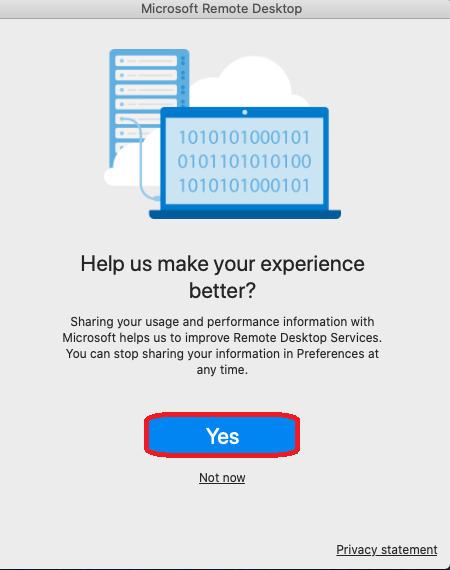 Microsoft Remote Desktop
1010101000101
0101101010100
1010101000101
Help us make your experience
better?
Sharing your usage and performance information with
Microsoft helps us to improve Remote Desktop Services.
You can stop sharing your information in Preferences at
any time.
Yes
Not now
Privacy statement